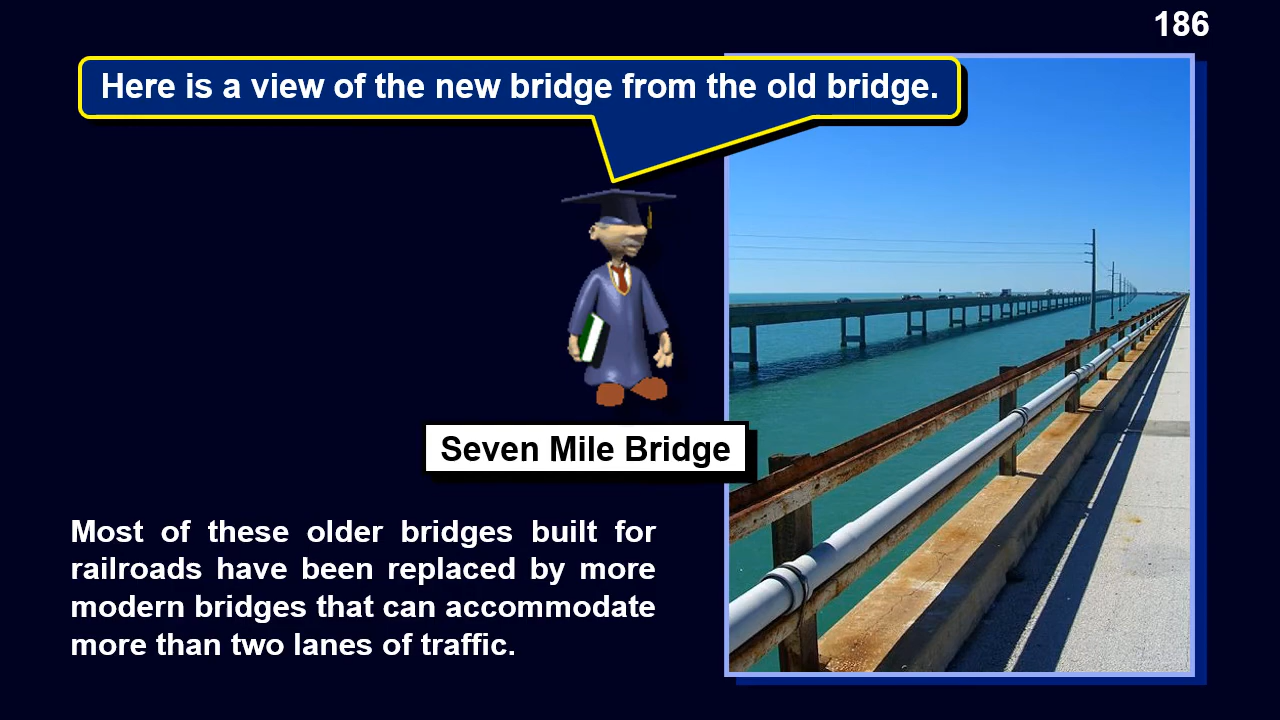 186
Here is a view of the new bridge from the old bridge.
Seven Mile Bridge
Most of these older bridges built for
railroads have been replaced by more
modern bridges that can accommodate
more than two lanes of traffic.